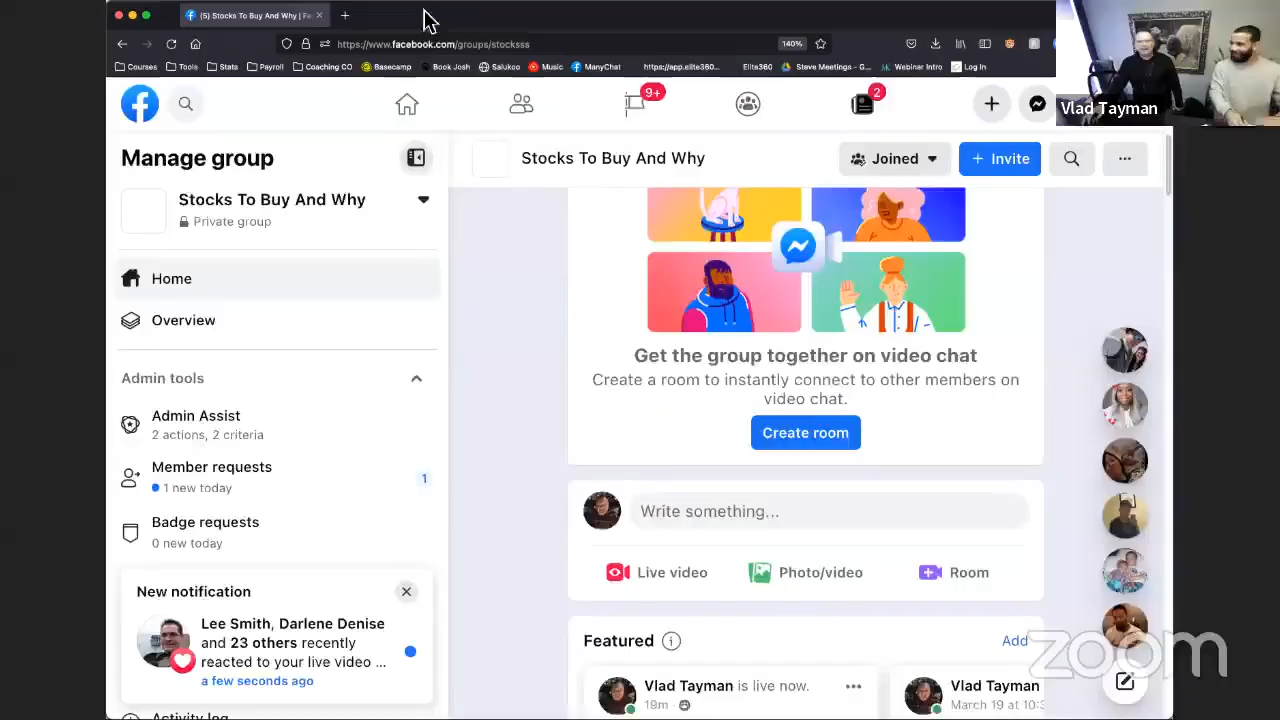 (5) Stocks To Buy And Why | Fa
https://www.facebook.com/groups/stocksss
140%
Courses
Tools
Stats
Payroll
Coaching CO
Basecamp
Book Josh
Salukoo
Music
ManyChat
https://app.elite360...
Elite360
Steve Meetings - G...
Webinar Intro
Log In
Vlad Tayman
9+
2
Manage group
Stocks To Buy And Why
Private group
Home
Overview
Admin tools
Admin Assist
2 actions, 2 criteria
Member requests
1 new today
1
Badge requests
0 new today
New notification
Lee Smith, Darlene Denise
and 23 others recently
reacted to your live video ...
a few seconds ago
Activity log
Stocks To Buy And Why
Joined
+ Invite
Get the group together on video chat
Create a room to instantly connect to other members on
video chat.
Create room
Write something...
Live video
Photo/video
Room
Featured
Add
Vlad Tayman is live now.
18m
Vlad Tayman
March 19 at 10:3
zoom